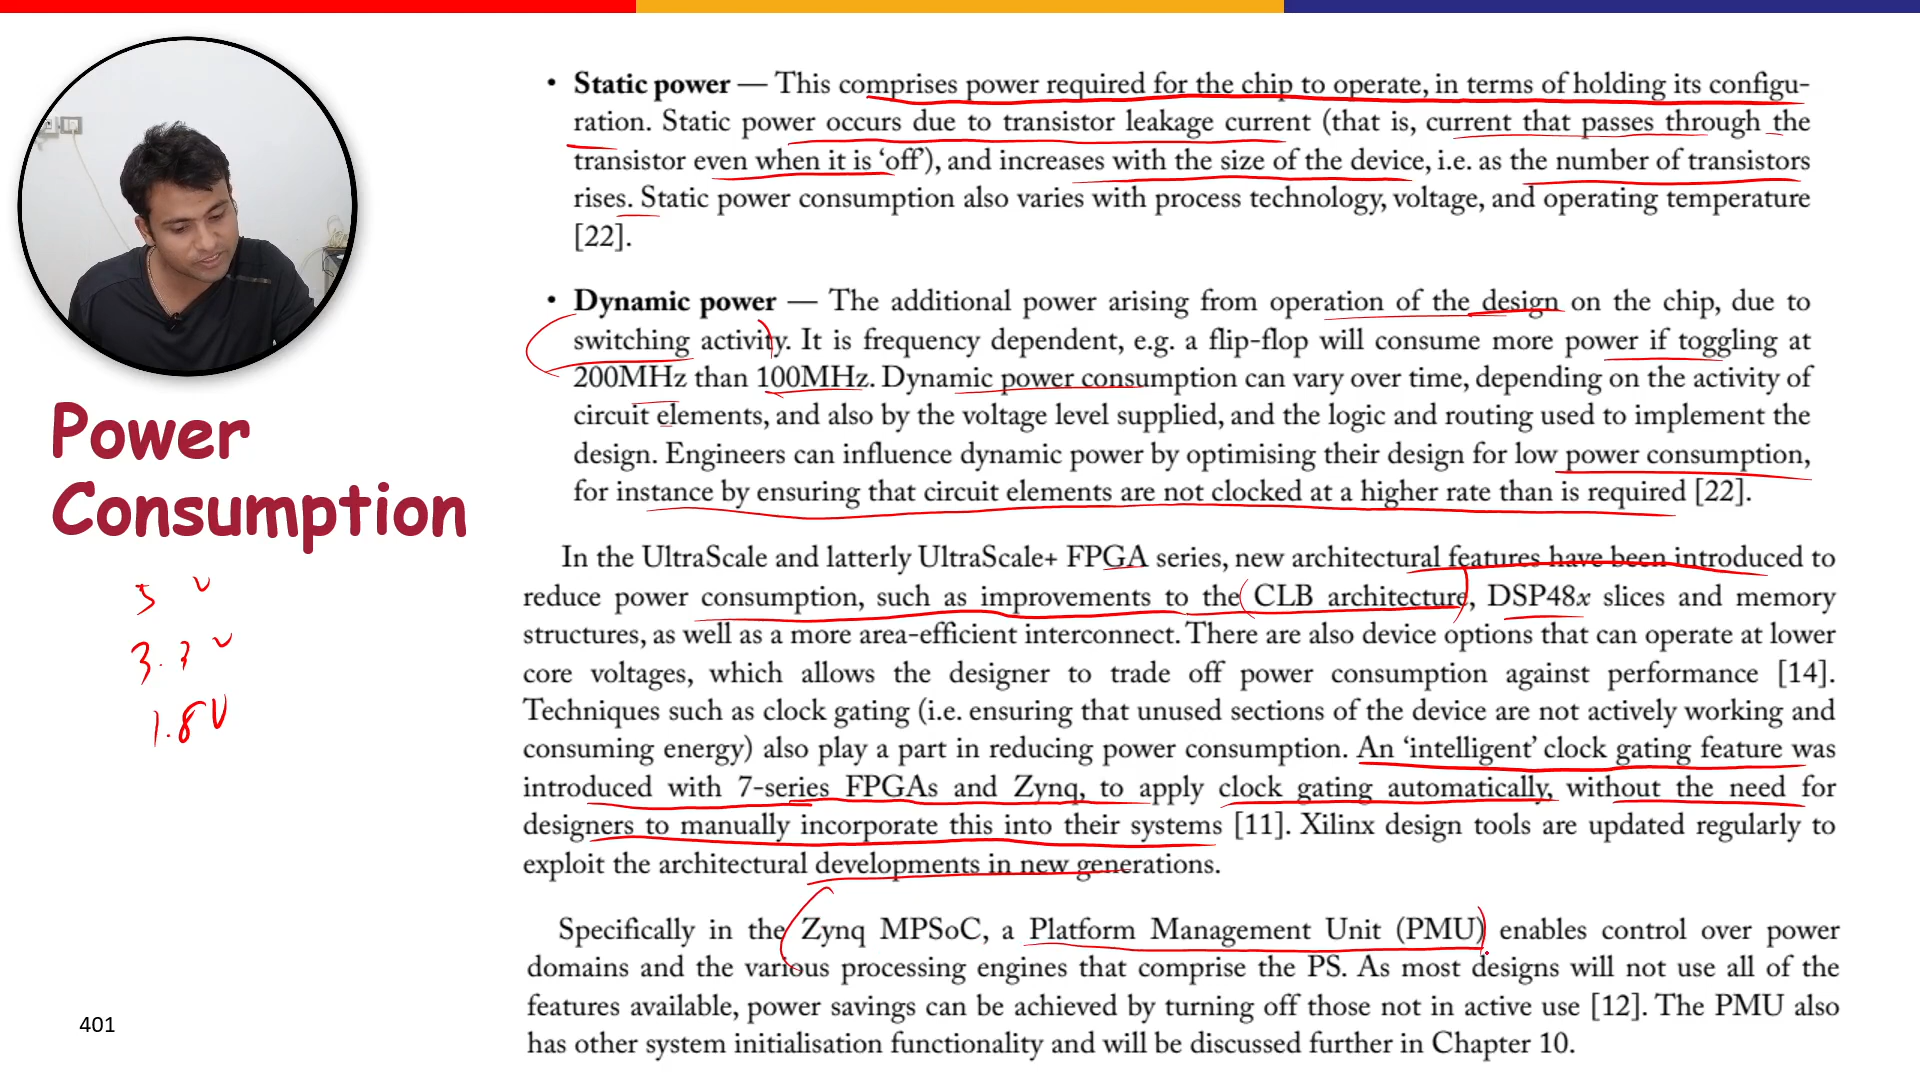 • Static power — This comprises power required for the chip to operate, in terms of holding its configu-
ration. Static power occurs due to transistor leakage current (that is, current that passes through the
transistor even when it is ‘off’), and increases with the size of the device, i.e. as the number of transistors
rises. Static power consumption also varies with process technology, voltage, and operating temperature
[22].
• Dynamic power — The additional power arising from operation of the design on the chip, due to
switching activity. It is frequency dependent, e.g. a flip-flop will consume more power if toggling at
200MHz than 100MHz. Dynamic power consumption can vary over time, depending on the activity of
circuit elements, and also by the voltage level supplied, and the logic and routing used to implement the
design. Engineers can influence dynamic power by optimising their design for low power consumption,
for instance by ensuring that circuit elements are not clocked at a higher rate than is required [22].
Power
Consumption
5 v
3.3 v
1.8V
In the UltraScale and latterly UltraScale+ FPGA series, new architectural features have been introduced to
reduce power consumption, such as improvements to the CLB architecture, DSP48x slices and memory
structures, as well as a more area-efficient interconnect. There are also device options that can operate at lower
core voltages, which allows the designer to trade off power consumption against performance [14].
Techniques such as clock gating (i.e. ensuring that unused sections of the device are not actively working and
consuming energy) also play a part in reducing power consumption. An ‘intelligent’ clock gating feature was
introduced with 7-series FPGAs and Zynq, to apply clock gating automatically, without the need for
designers to manually incorporate this into their systems [11]. Xilinx design tools are updated regularly to
exploit the architectural developments in new generations.
Specifically in the Zynq MPSoC, a Platform Management Unit (PMU) enables control over power
domains and the various processing engines that comprise the PS. As most designs will not use all of the
features available, power savings can be achieved by turning off those not in active use [12]. The PMU also
has other system initialisation functionality and will be discussed further in Chapter 10.
401